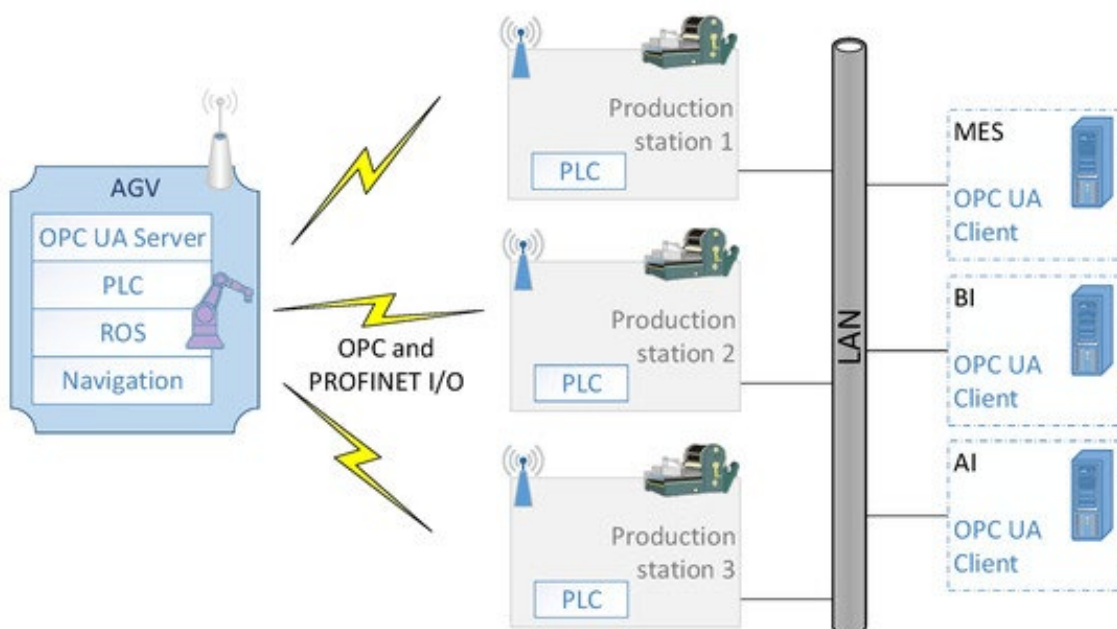 AGV
OPC UA Server
PLC
ROS
Navigation
OPC and
PROFINET I/O
Production
station 1
PLC
Production
station 2
PLC
Production
station 3
PLC
LAN
MES
OPC UA
Client
BI
OPC UA
Client
AI
OPC UA
Client